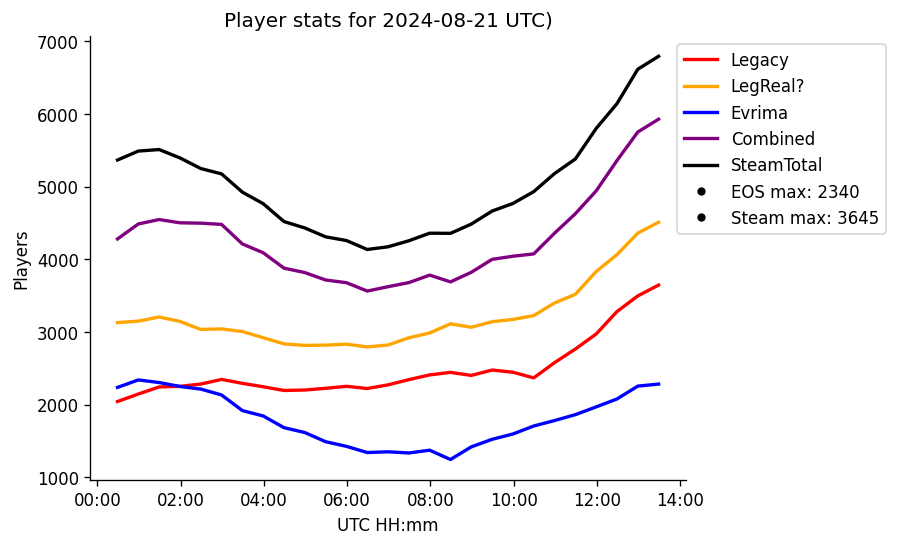 Player stats for 2024-08-21 UTC)
7000
6000
5000
4000
3000
2000
1000
Players
00:00 02:00 04:00 06:00 08:00 10:00 12:00 14:00
UTC HH:mm
Legacy
LegReal?
Evrima
Combined
SteamTotal
EOS max: 2340
Steam max: 3645